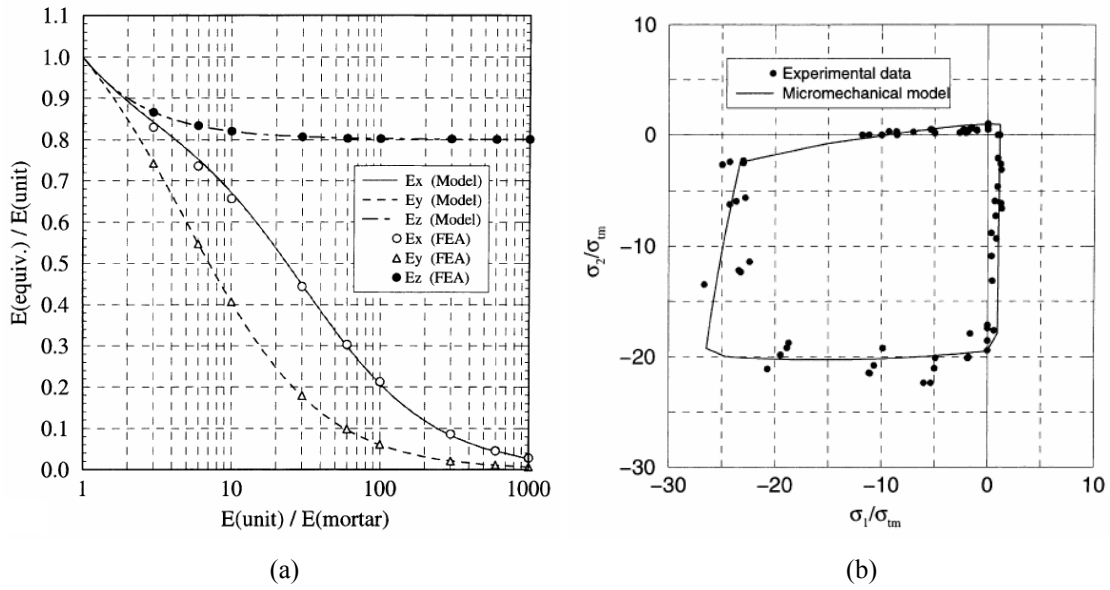 1.1
1.0
0.9
0.8
0.7
0.6
0.5
0.4
0.3
0.2
0.1
0.0
E(equiv.) / E(unit)
Ex (Model)
Ey (Model)
Ez (Model)
Ex (FEA)
Ey (FEA)
Ez (FEA)
1 10 100 1000
E(unit) / E(mortar)
(a)
10
0
−10
−20
−30
σ2/σtm
Experimental data
Micromechanical model
−30 −20 −10 0 10
σ1/σtm
(b)